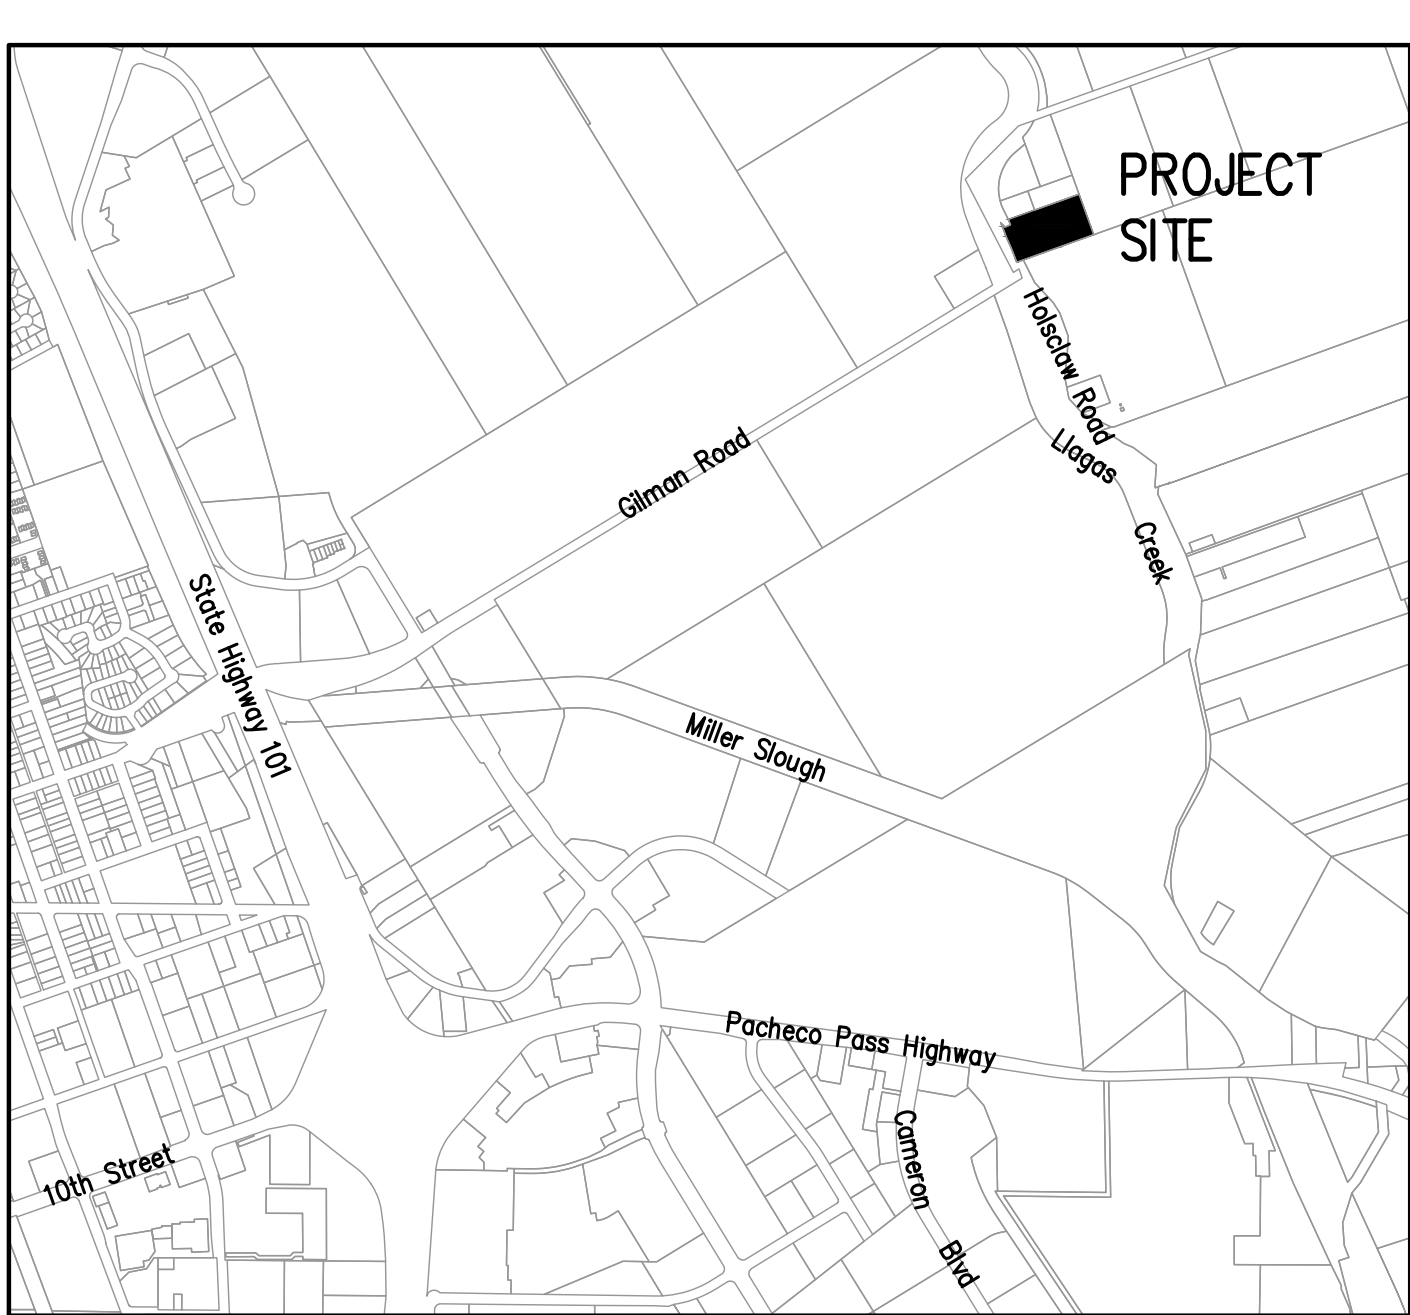 PROJECT
SITE
Holsclaw Road
Llagas
Creek
Gilman Road
State Highway 101
Miller Slough
Pacheco Pass Highway
Cameron
Blvd
10th Street